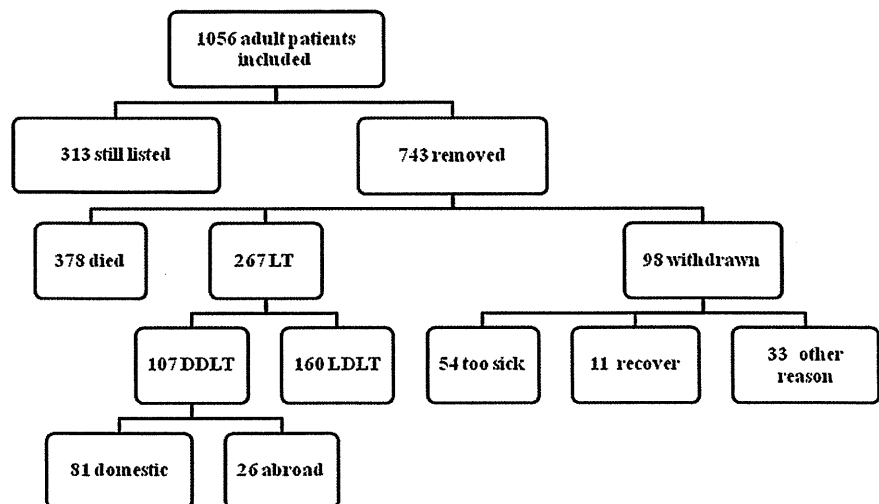 1056 adult patients
included
313 still listed
743 removed
378 died
267 LT
98 withdrawn
107 DDLT
160 LDLT
54 too sick
11 recover
33 other
reason
81 domestic
26 abroad